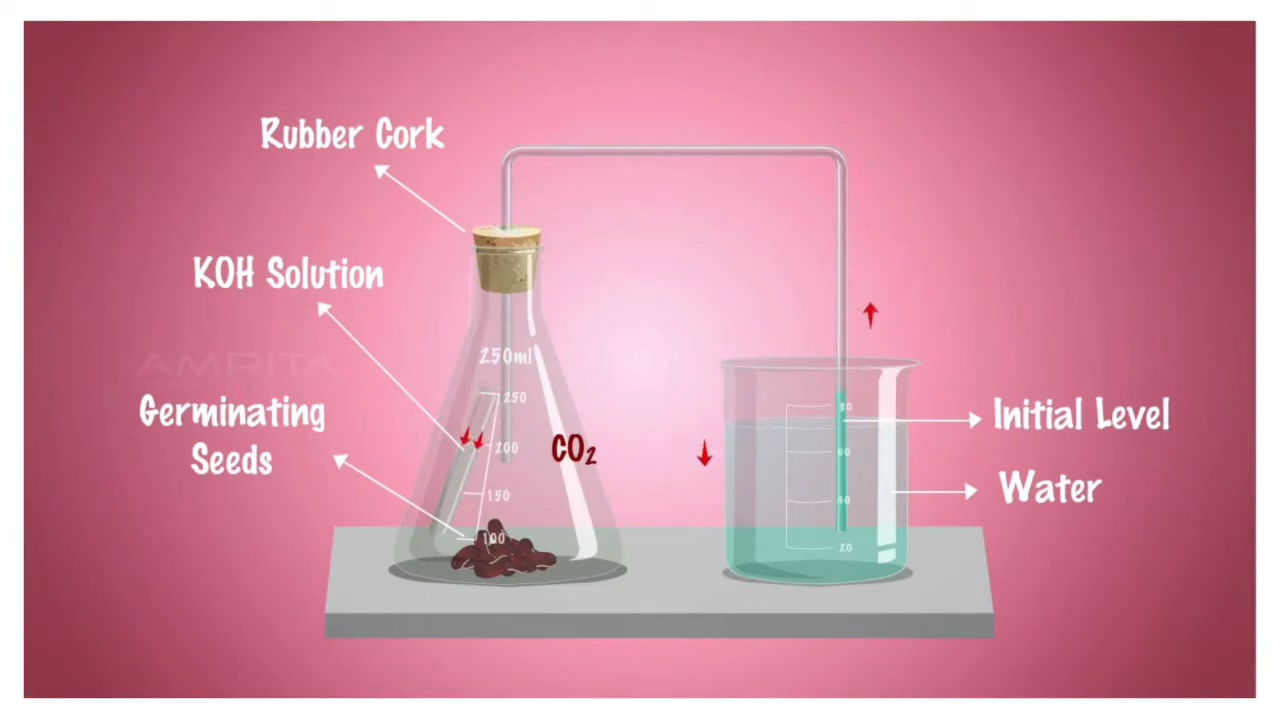 Rubber Cork
KOH Solution
250ml
AMRITA
250
80
Germinating
Seeds
Initial Level
200
CO₂
60
150
40
Water
100
20